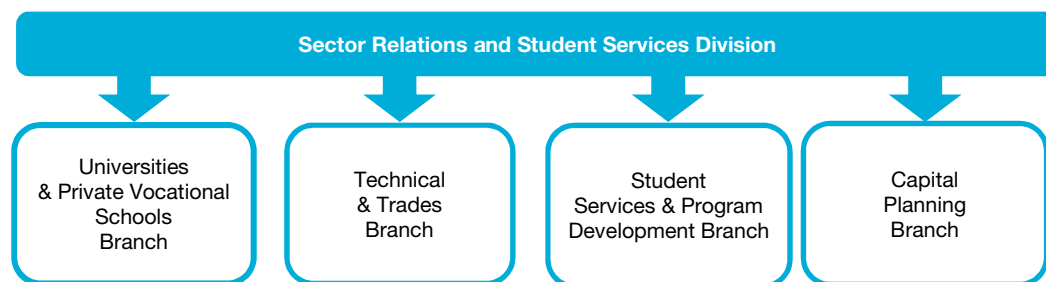 Sector Relations and Student Services Division
Universities
& Private Vocational
Schools
Branch
Technical
& Trades
Branch
Student
Services & Program
Development Branch
Capital
Planning
Branch